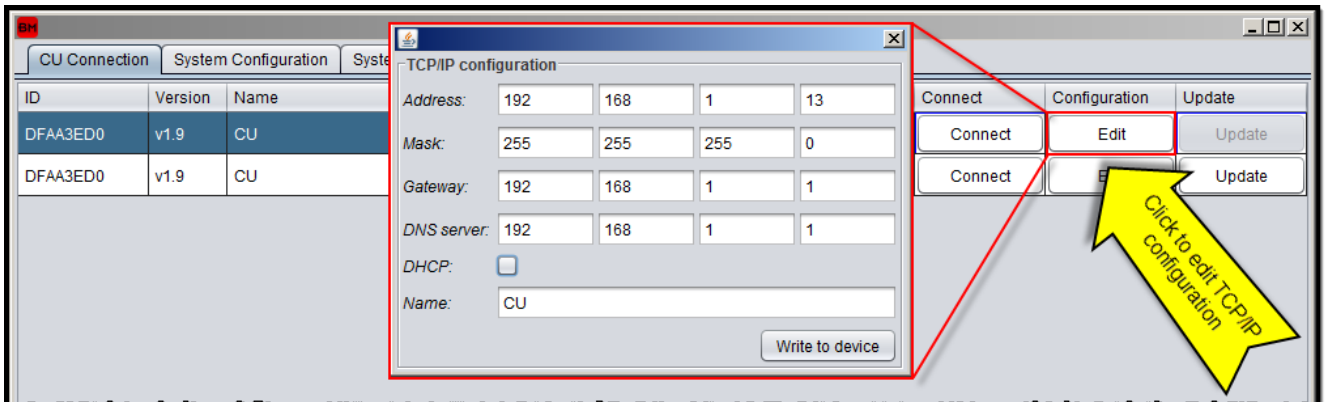 BM
CU Connection System Configuration Syste
ID Version Name Connect Configuration Update
DFAA3ED0 v1.9 CU Connect Edit Update
DFAA3ED0 v1.9 CU Connect E Update
TCP/IP configuration
Address: 192 168 1 13
Mask: 255 255 255 0
Gateway: 192 168 1 1
DNS server: 192 168 1 1
DHCP:
Name: CU
Write to device
Click to edit TCP/IP
configuration